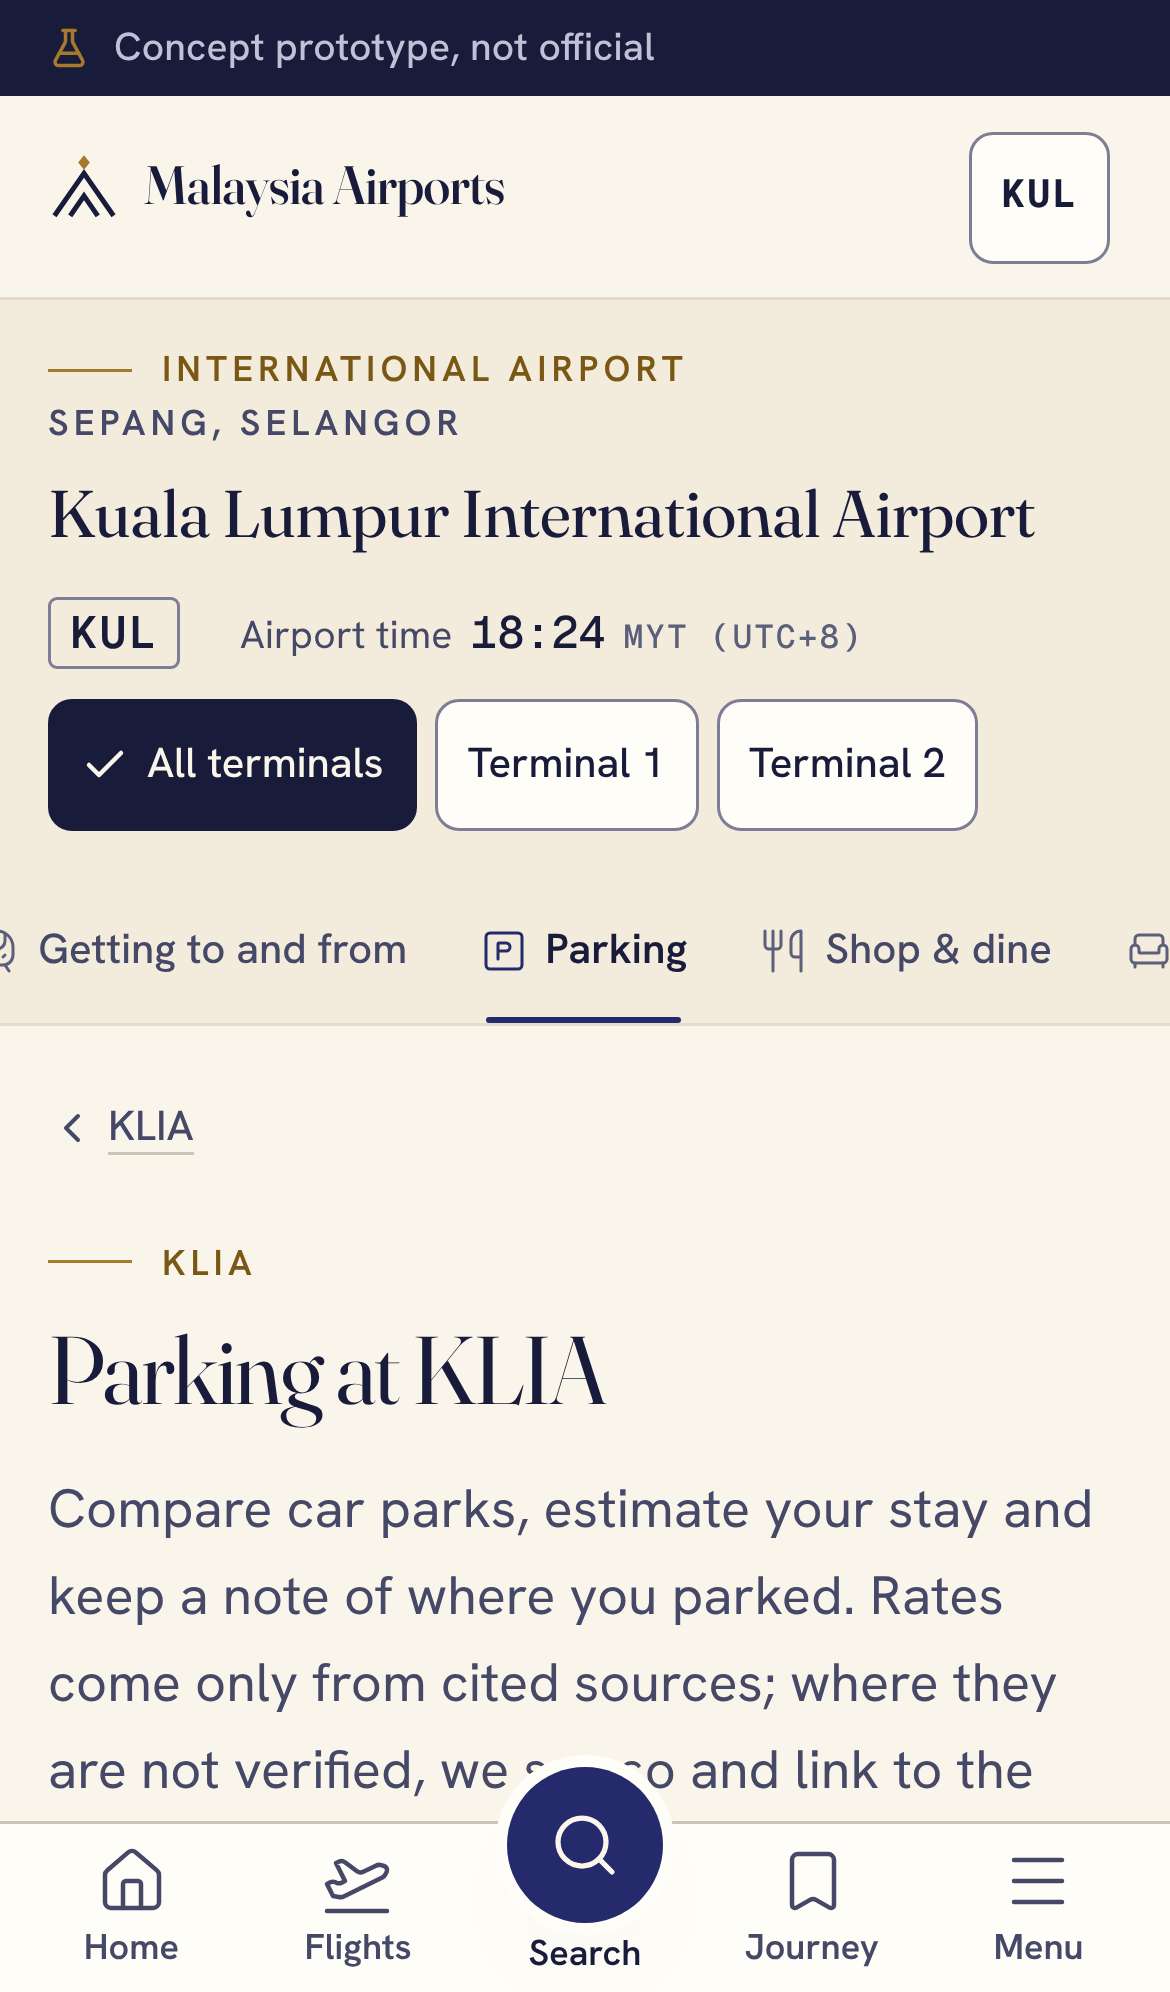 Concept prototype, not official
Malaysia Airports
KUL
INTERNATIONAL AIRPORT
SEPANG, SELANGOR
Kuala Lumpur International Airport
KUL Airport time 18:24 MYT (UTC+8)
All terminals Terminal 1 Terminal 2
Getting to and from Parking Shop & dine
KLIA
KLIA
Parking at KLIA
Compare car parks, estimate your stay and
keep a note of where you parked. Rates
come only from cited sources; where they
are not verified, we so and link to the
Home Flights Search Journey Menu